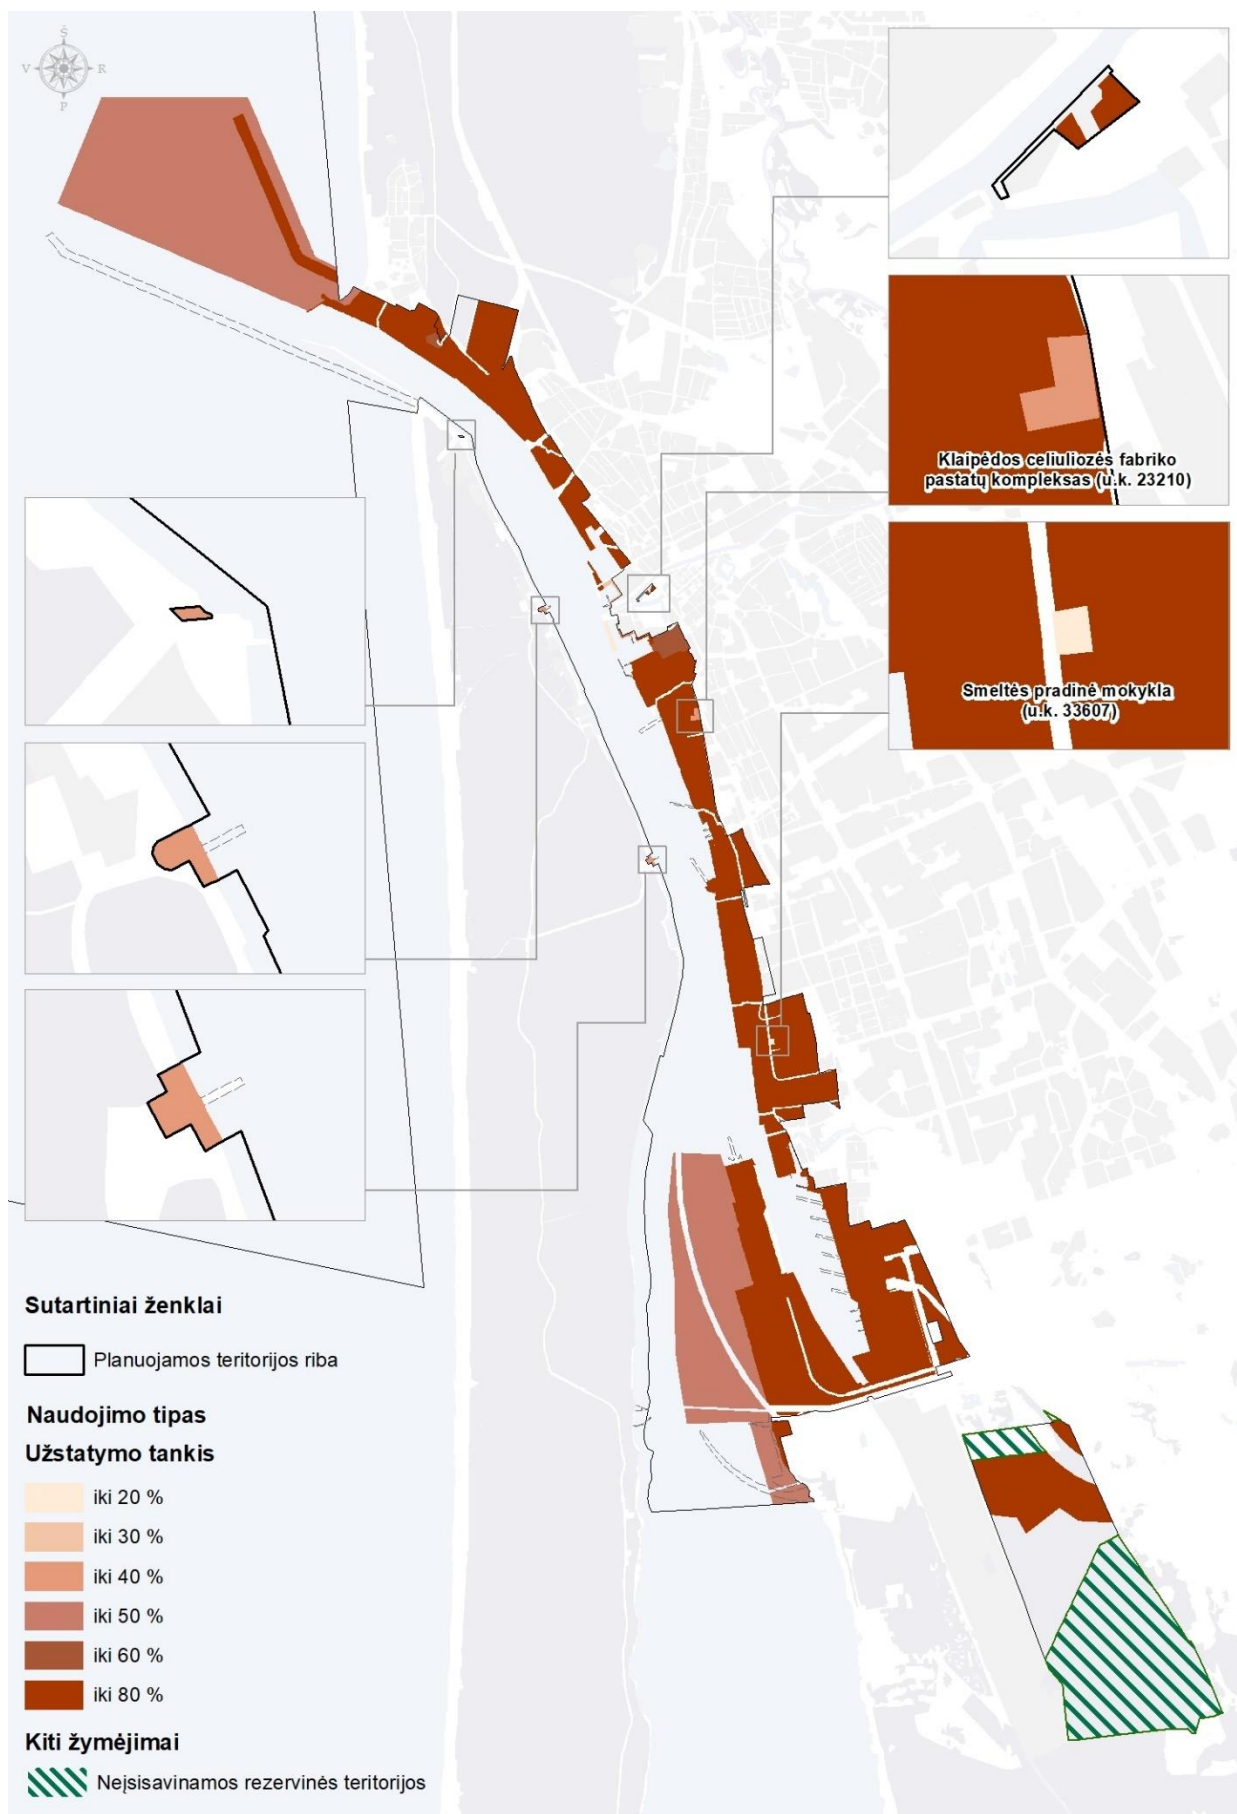 Š
V
R
P
Klaipėdos celiuliozės fabriko
pastatų kompleksas (u.k. 23210)
Smeltės pradinė mokykla
(u.k. 33607)
Sutartiniai ženklai
Planuojamos teritorijos riba
Naudojimo tipas
Užstatymo tankis
iki 20 %
iki 30 %
iki 40 %
iki 50 %
iki 60 %
iki 80 %
Kiti žymėjimai
Neįsisavinamos rezervinės teritorijos